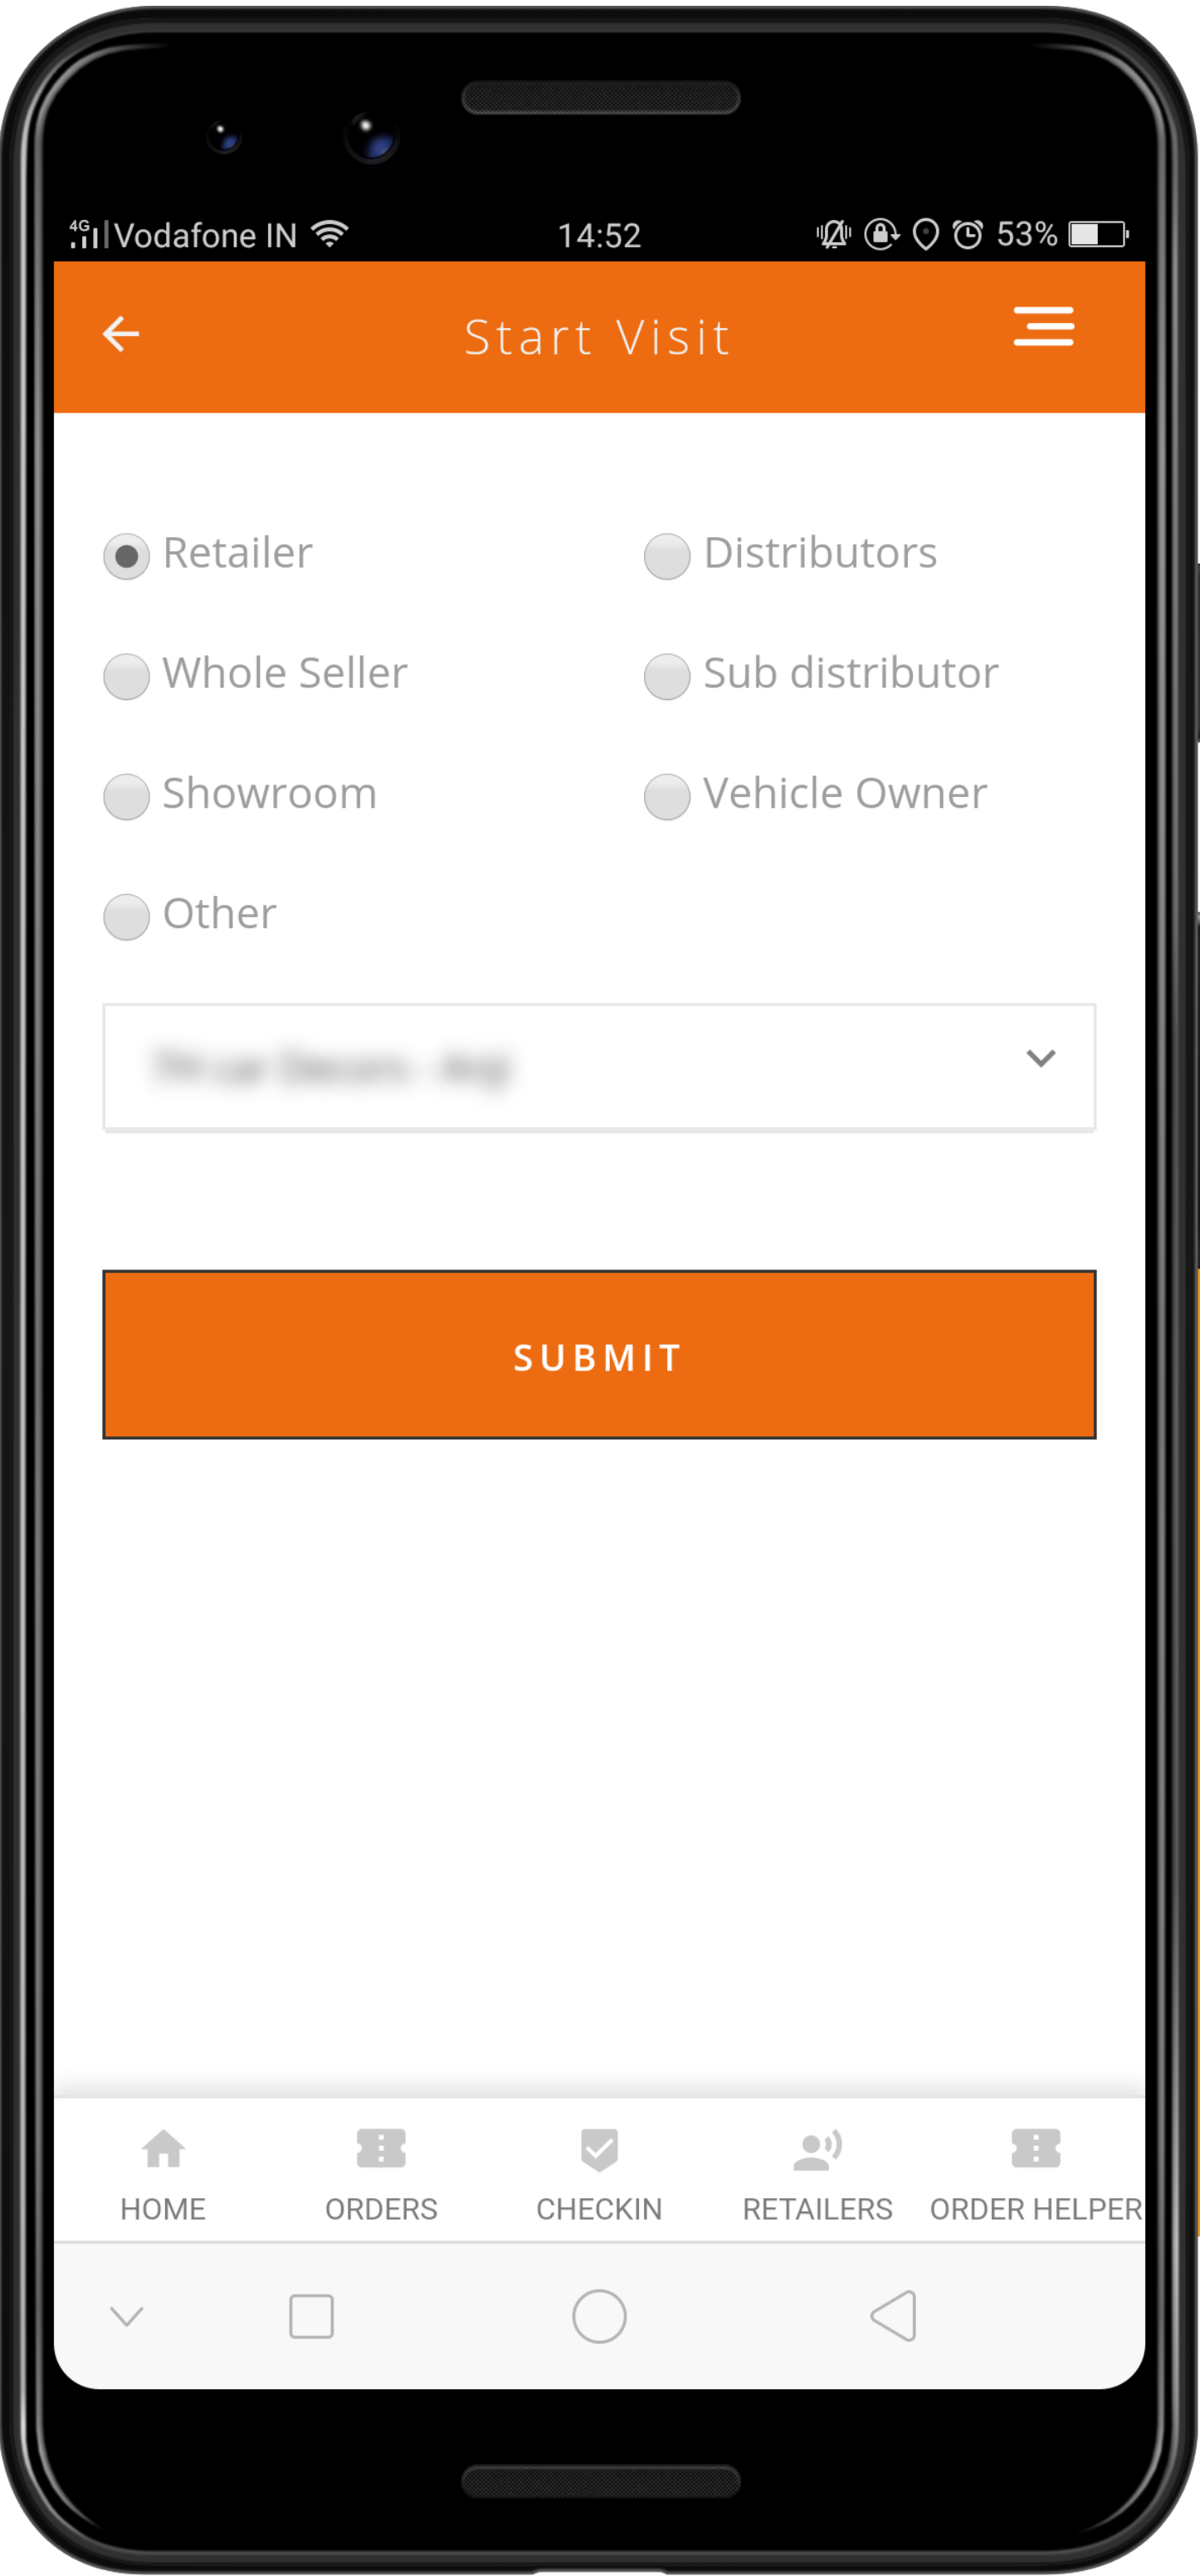 4G Vodafone IN 14:52 53%
Start Visit
Retailer Distributors
Whole Seller Sub distributor
Showroom Vehicle Owner
Other
SUBMIT
HOME ORDERS CHECKIN RETAILERS ORDER HELPER